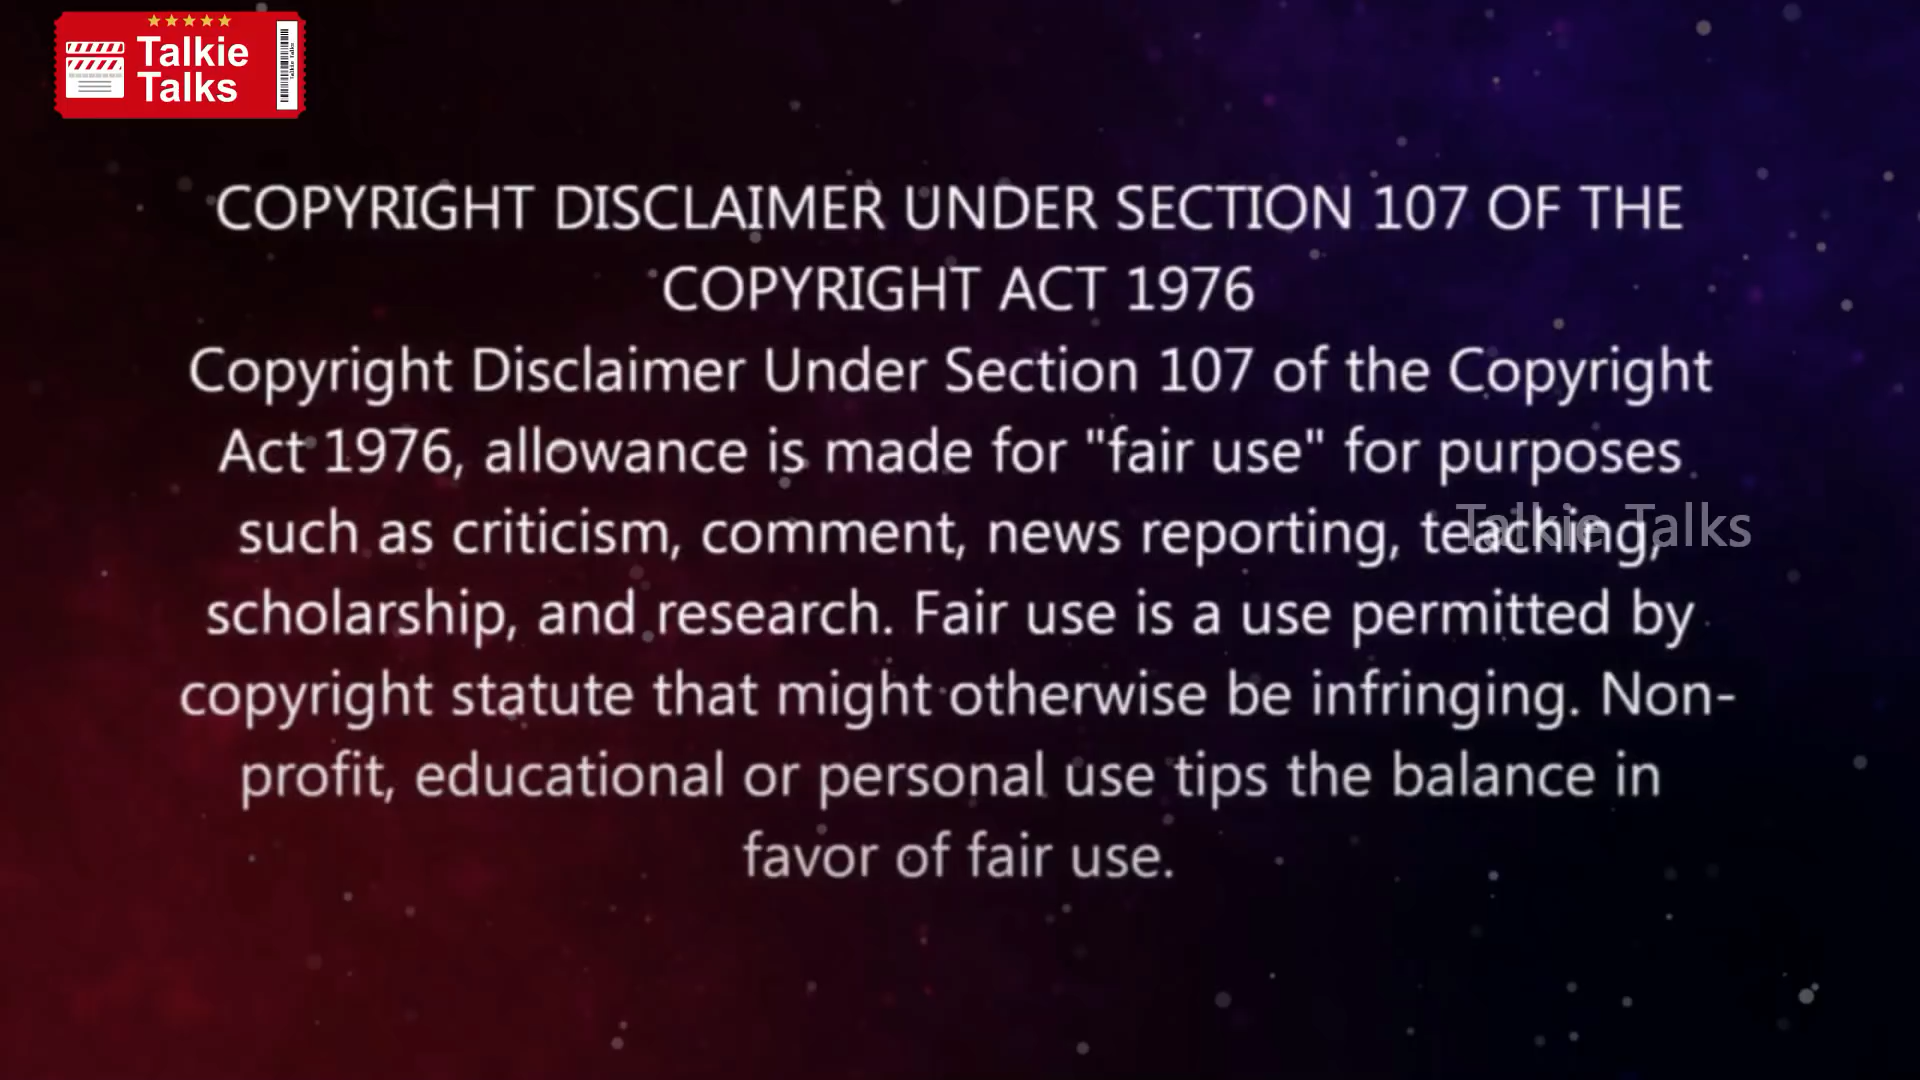 Talkie
Talks
COPYRIGHT DISCLAIMER UNDER SECTION 107 OF THE
COPYRIGHT ACT 1976
Copyright Disclaimer Under Section 107 of the Copyright
Act 1976, allowance is made for "fair use" for purposes
such as criticism, comment, news reporting, teaching,
Talkie Talks
scholarship, and research. Fair use is a use permitted by
copyright statute that might otherwise be infringing. Non-
profit, educational or personal use tips the balance in
favor of fair use.